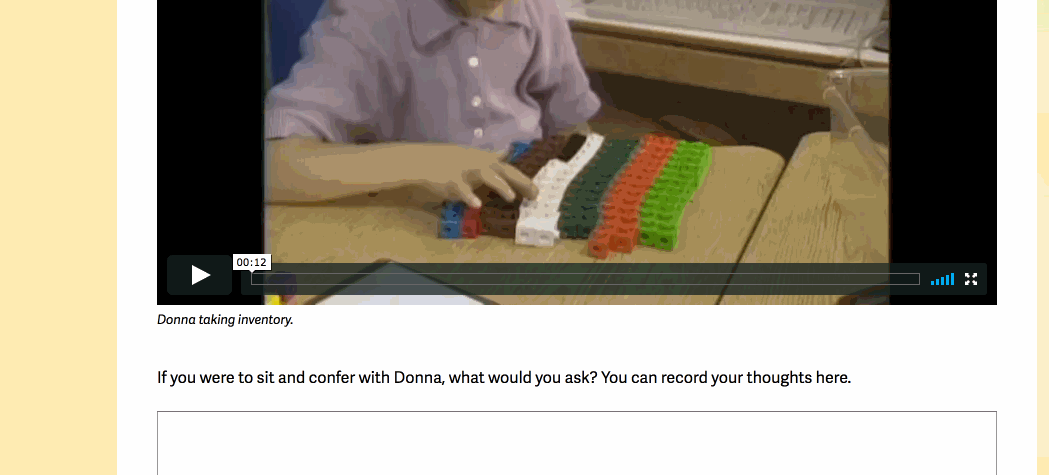 00:12
Donna taking inventory.
If you were to sit and confer with Donna, what would you ask? You can record your thoughts here.